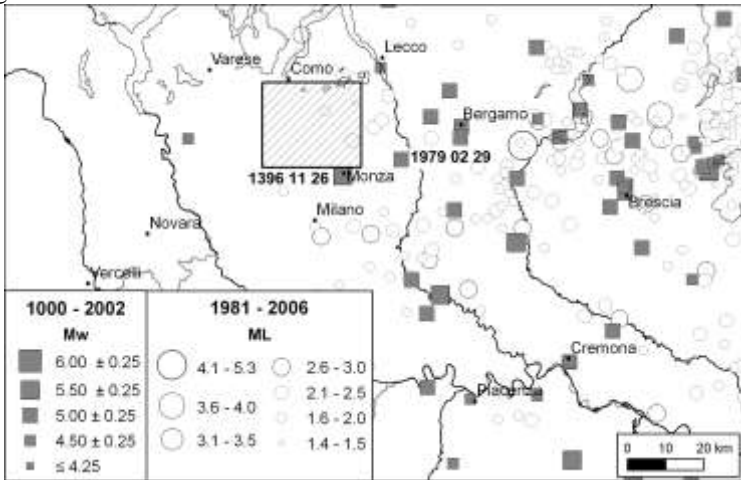 Lecco
Varese
Como
Bergamo
1979 02 29
1396 11 26
Monza
Brescia
Milano
Novara
Vercelli
1000 - 2002
Mw
6.00 ± 0.25
5.50 ± 0.25
5.00 ± 0.25
4.50 ± 0.25
≤ 4.25
1981 - 2006
ML
4.1 - 5.3
3.6 - 4.0
3.1 - 3.5
2.6 - 3.0
2.1 - 2.5
1.6 - 2.0
1.4 - 1.5
Cremona
Piacenza
0 10 20 km